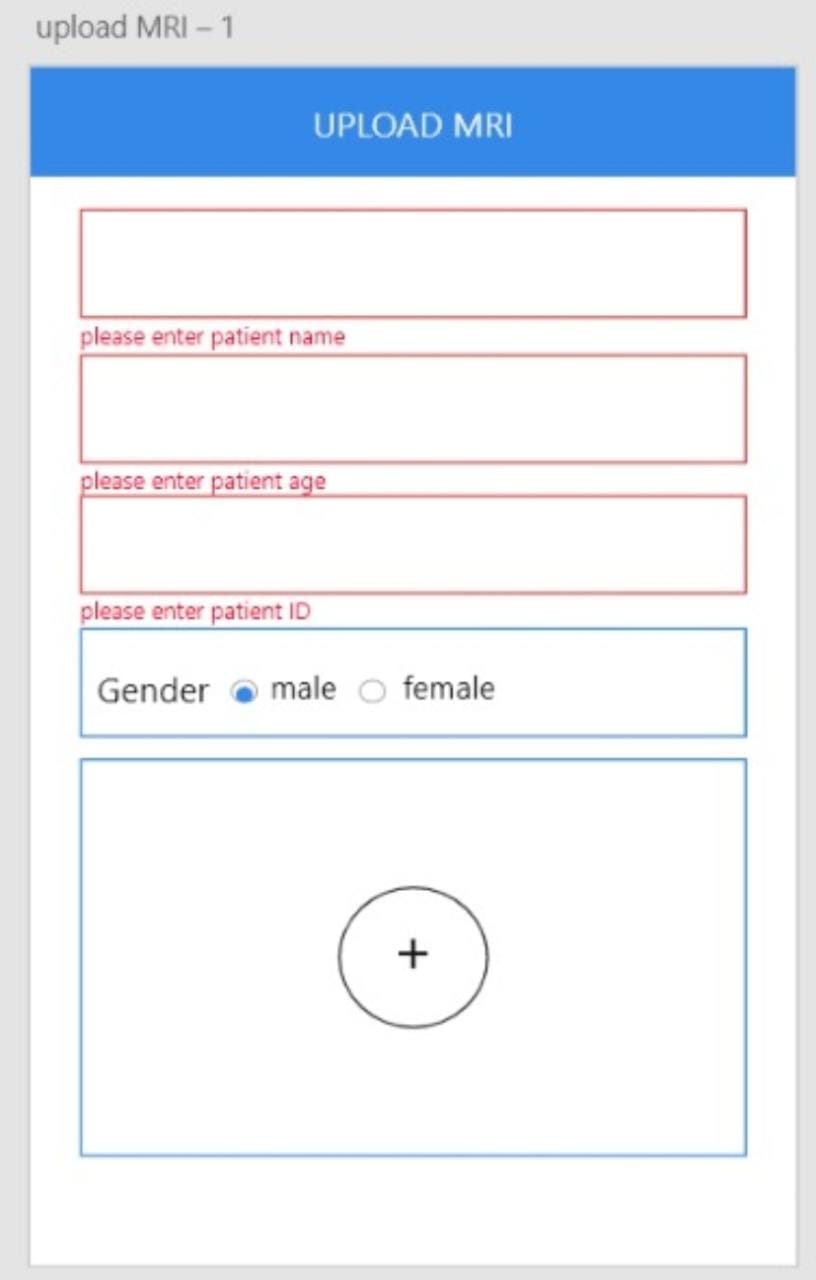 upload MRI – 1
UPLOAD MRI
please enter patient name
please enter patient age
please enter patient ID
Gender male female
+